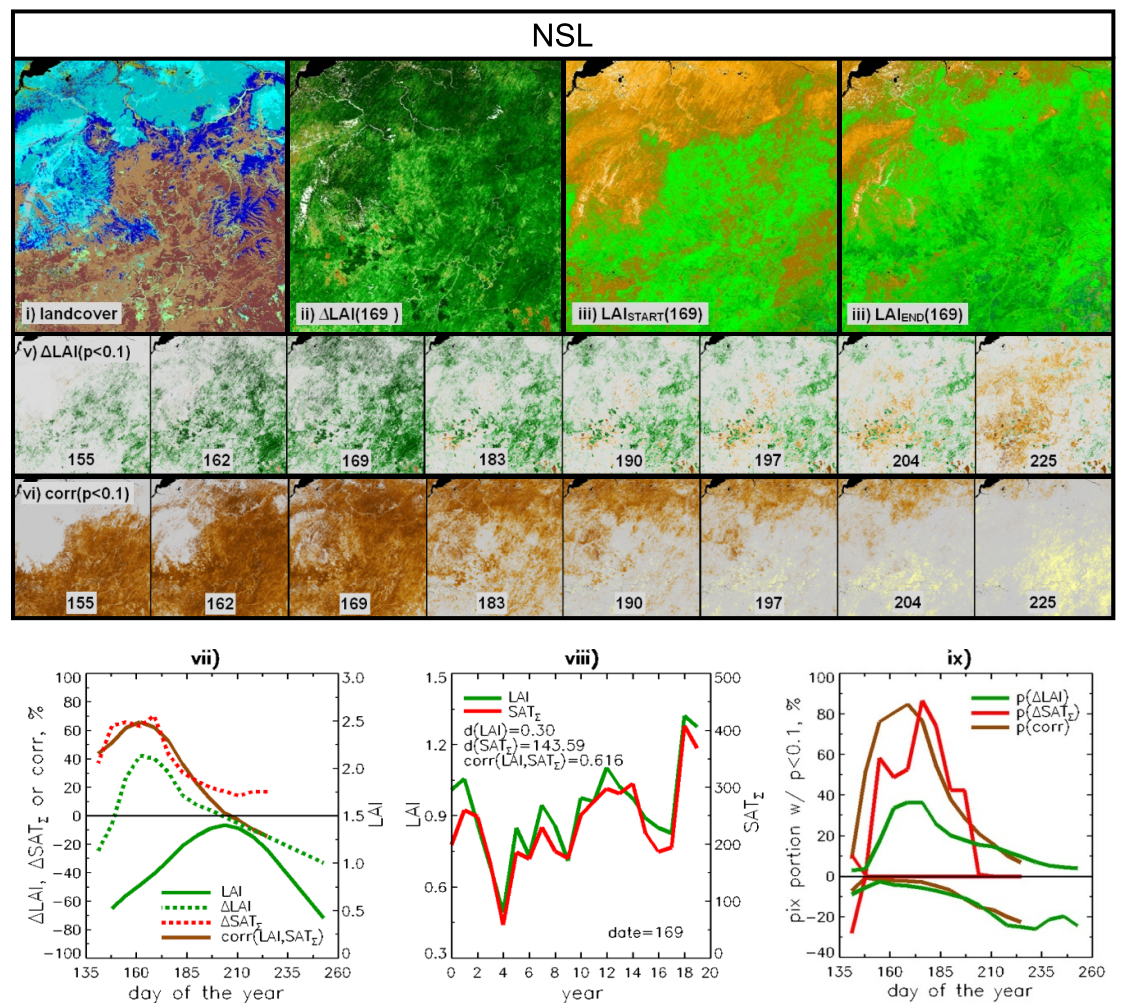 NSL
i) landcover
ii) ΔLAI(169 )
iii) LAISTART(169)
iii) LAIEND(169)
v) ΔLAI(p<0.1)
155
162
169
183
190
197
204
225
vi) corr(p<0.1)
155
162
169
183
190
197
204
225
vii)
ΔLAI, ΔSATΣ or corr, %
100
80
60
40
20
0
−20
−40
−60
−80
−100
3.0
2.5
2.0
1.5
1.0
0.5
0
LAI
LAI
ΔLAI
ΔSATΣ
corr(LAI,SATΣ)
135
160
185
210
235
260
day of the year
viii)
LAI
1.5
1.2
0.9
0.6
0.3
500
400
300
200
100
0
SATΣ
LAI
SATΣ
d(LAI)=0.30
d(SATΣ)=143.59
corr(LAI,SATΣ)=0.616
date=169
0 2 4 6 8 10 12 14 16 18 20
year
ix)
pix portion w/ p<0.1, %
100
80
60
40
20
0
−20
−40
p(ΔLAI)
p(ΔSATΣ)
p(corr)
135
160
185
210
235
260
day of the year